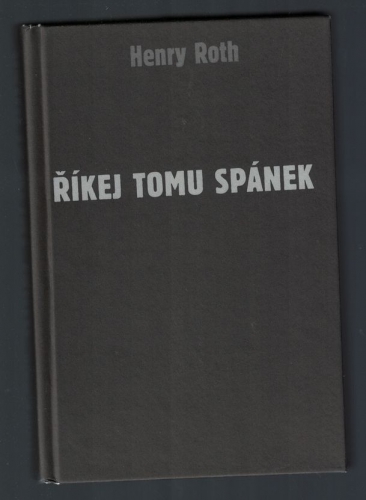 Henry Roth
ŘÍKEJ TOMU SPÁNEK